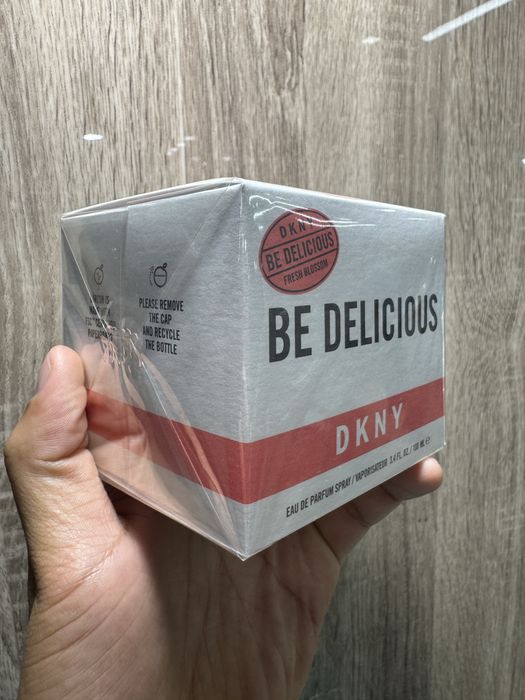 DKNY
BE DELICIOUS
FRESH BLOSSOM
BE DELICIOUS
DKNY
EAU DE PARFUM SPRAY / VAPORISATEUR 3.4 FL. OZ. / 100 ML ℮
PLEASE REMOVE
THE CAP
AND RECYCLE
THE BOTTLE